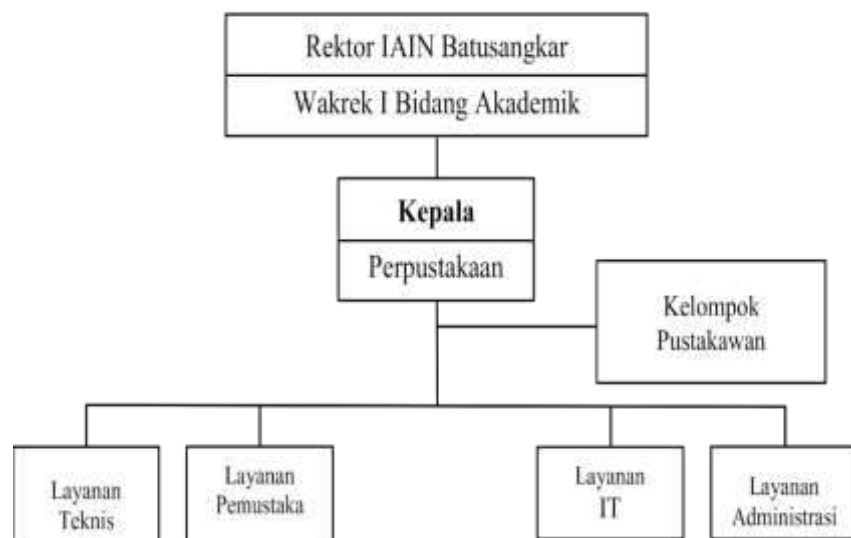 Rektor IAIN Batusangkar
Wakrek I Bidang Akademik
Kepala
Perpustakaan
Kelompok
Pustakawan
Layanan
Teknis
Layanan
Pemustaka
Layanan
IT
Layanan
Administrasi